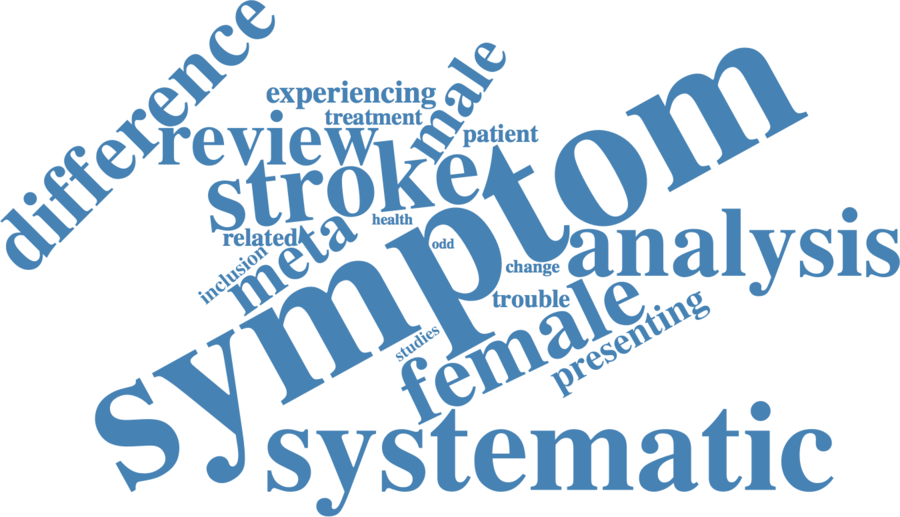 difference
male
experiencing
treatment
review
patient
stroke
symptom
health
related
meta
odd
analysis
inclusion
change
trouble
female
studies
presenting
systematic